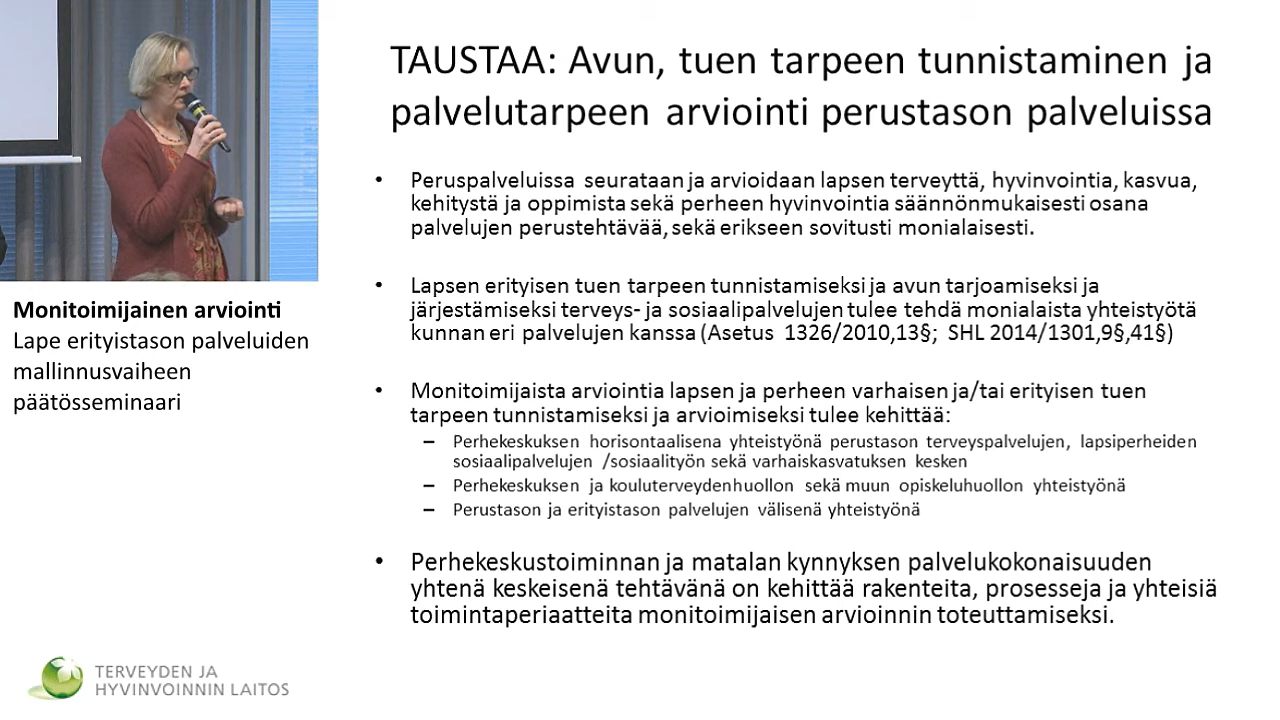 TAUSTAA: Avun, tuen tarpeen tunnistaminen ja
palvelutarpeen arviointi perustason palveluissa
• Peruspalveluissa seurataan ja arvioidaan lapsen terveyttä, hyvinvointia, kasvua,
kehitystä ja oppimista sekä perheen hyvinvointia säännönmukaisesti osana
palvelujen perustehtävää, sekä erikseen sovitusti monialaisesti.
• Lapsen erityisen tuen tarpeen tunnistamiseksi ja avun tarjoamiseksi ja
järjestämiseksi terveys- ja sosiaalipalvelujen tulee tehdä monialaista yhteistyötä
kunnan eri palvelujen kanssa (Asetus 1326/2010,13§; SHL 2014/1301,9§,41§)
• Monitoimijaista arviointia lapsen ja perheen varhaisen ja/tai erityisen tuen
tarpeen tunnistamiseksi ja arvioimiseksi tulee kehittää:
– Perhekeskuksen horisontaalisena yhteistyönä perustason terveyspalvelujen, lapsiperheiden
sosiaalipalvelujen /sosiaalityön sekä varhaiskasvatuksen kesken
– Perhekeskuksen ja kouluterveydenhuollon sekä muun opiskeluhuollon yhteistyönä
– Perustason ja erityistason palvelujen välisenä yhteistyönä
• Perhekeskustoiminnan ja matalan kynnyksen palvelukokonaisuuden
yhtenä keskeisenä tehtävänä on kehittää rakenteita, prosesseja ja yhteisiä
toimintaperiaatteita monitoimijaisen arvioinnin toteuttamiseksi.
Monitoimijainen arviointi
Lape erityistason palveluiden
mallinnusvaiheen
päätösseminaari
TERVEYDEN JA
HYVINVOINNIN LAITOS